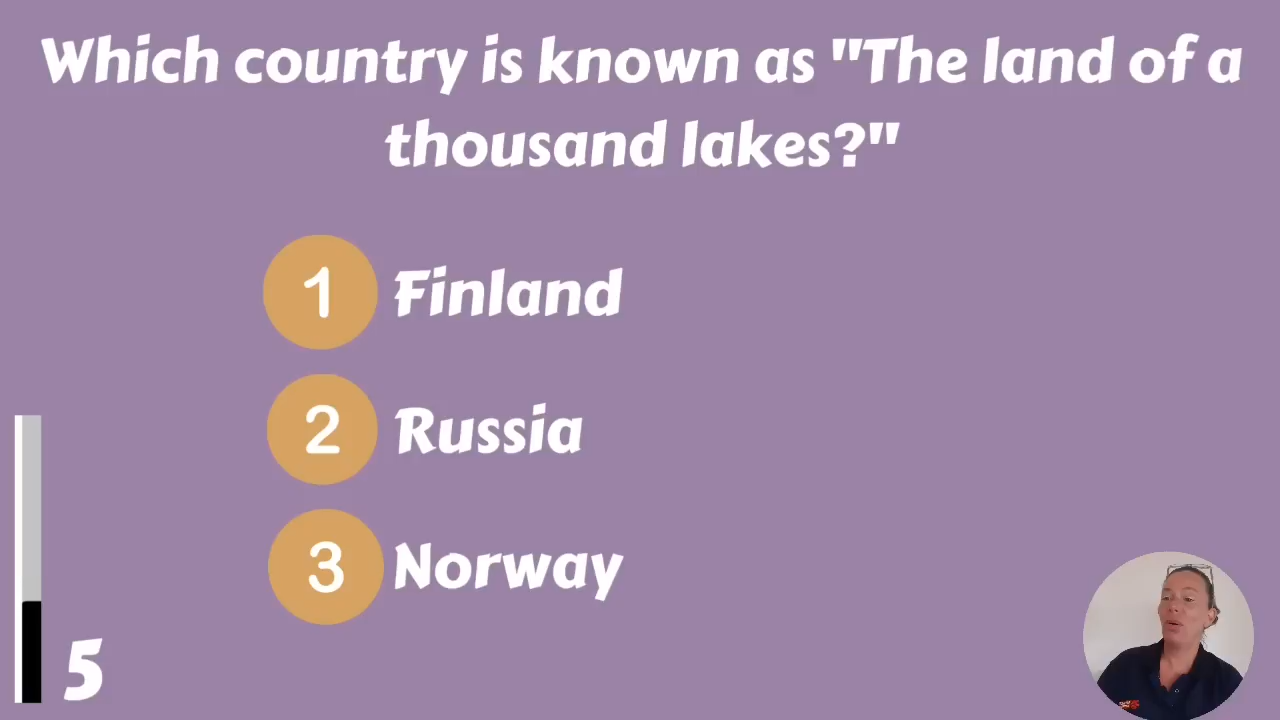 Which country is known as "The land of a
thousand lakes?"
1 Finland
2 Russia
3 Norway
5